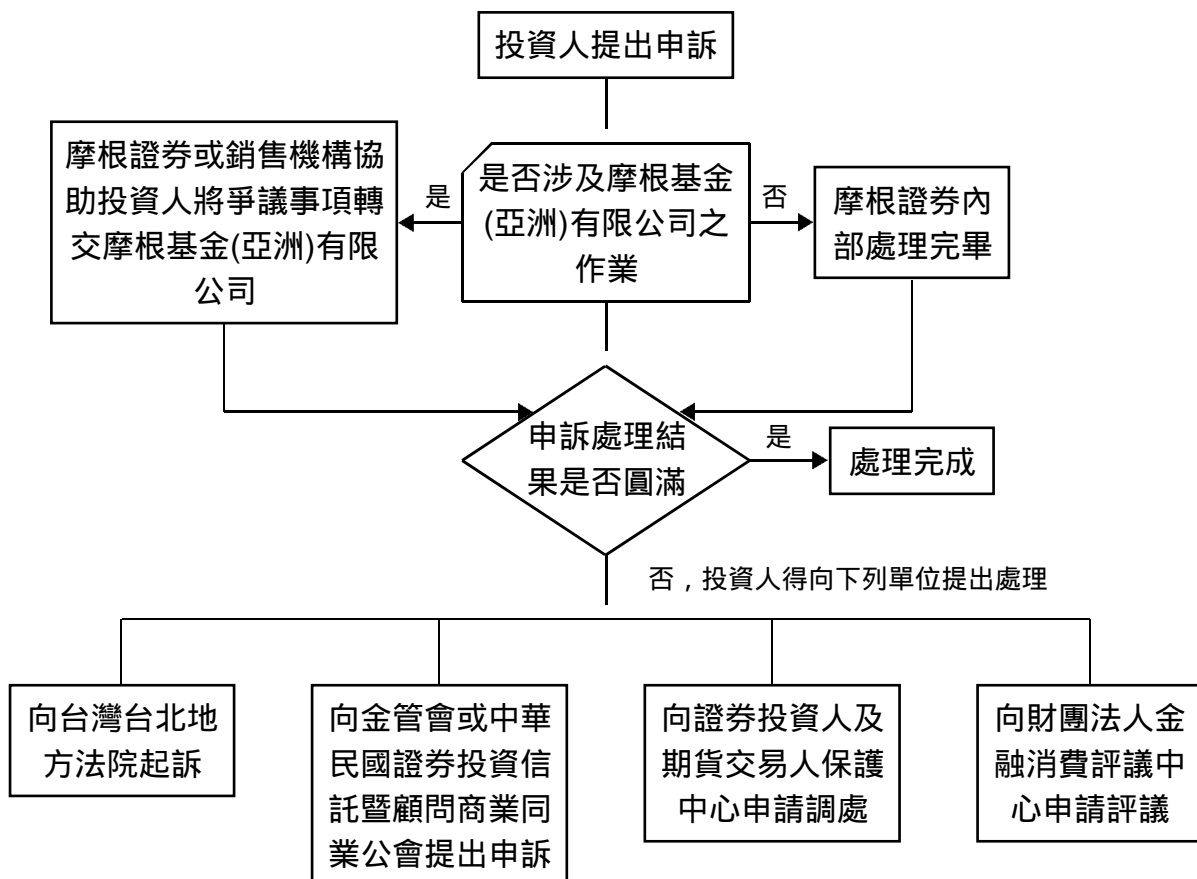 投資人提出申訴
摩根證券或銷售機構協
助投資人將爭議事項轉
交摩根基金(亞洲)有限
公司
是
是否涉及摩根基金
(亞洲)有限公司之
作業
否
摩根證券內
部處理完畢
申訴處理結
果是否圓滿
是
處理完成
否，投資人得向下列單位提出處理
向台灣台北地
方法院起訴
向金管會或中華
民國證券投資信
託暨顧問商業同
業公會提出申訴
向證券投資人及
期貨交易人保護
中心申請調處
向財團法人金
融消費評議中
心申請評議